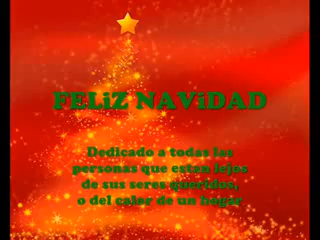 FELiZ NAViDAD
Dedicado a todas las
personas que estan lejos
de sus seres queridos,
o del calor de un hogar